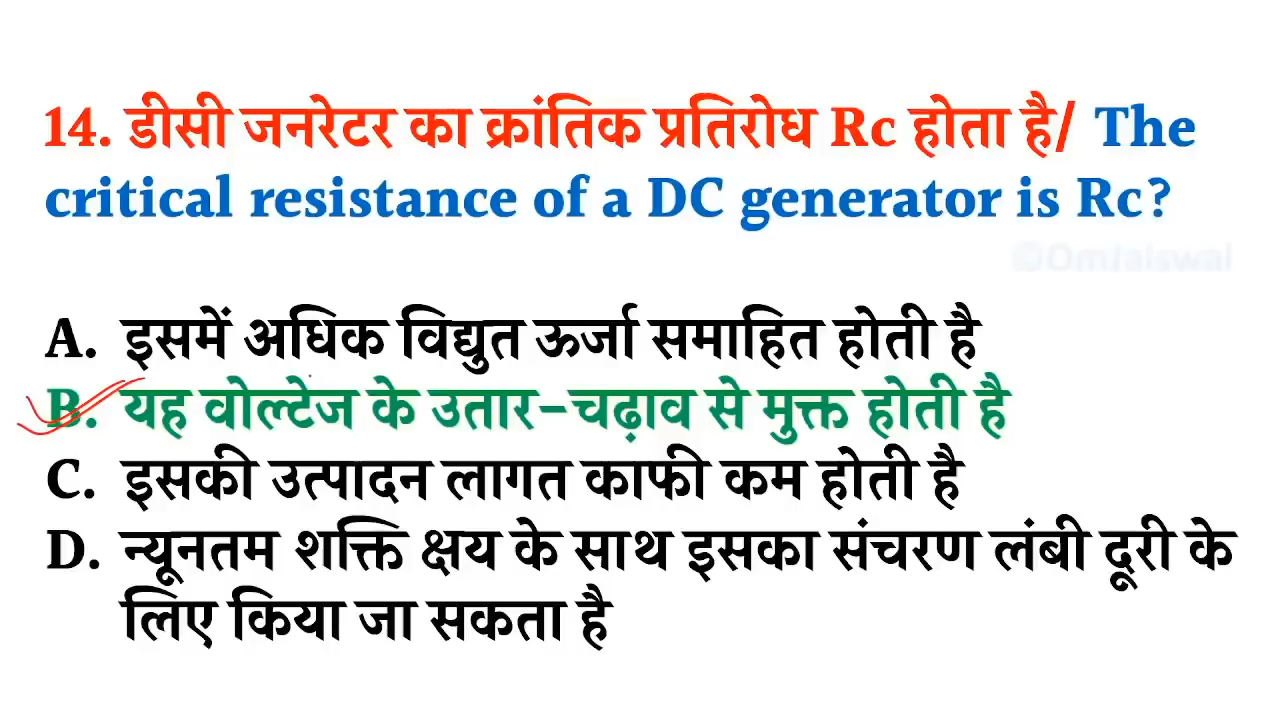 14. डीसी जनरेटर का क्रांतिक प्रतिरोध Rc होता है/ The
critical resistance of a DC generator is Rc?
©OmJaiswal
A. इसमें अधिक विद्युत ऊर्जा समाहित होती है
B. यह वोल्टेज के उतार-चढ़ाव से मुक्त होती है
C. इसकी उत्पादन लागत काफी कम होती है
D. न्यूनतम शक्ति क्षय के साथ इसका संचरण लंबी दूरी के
लिए किया जा सकता है